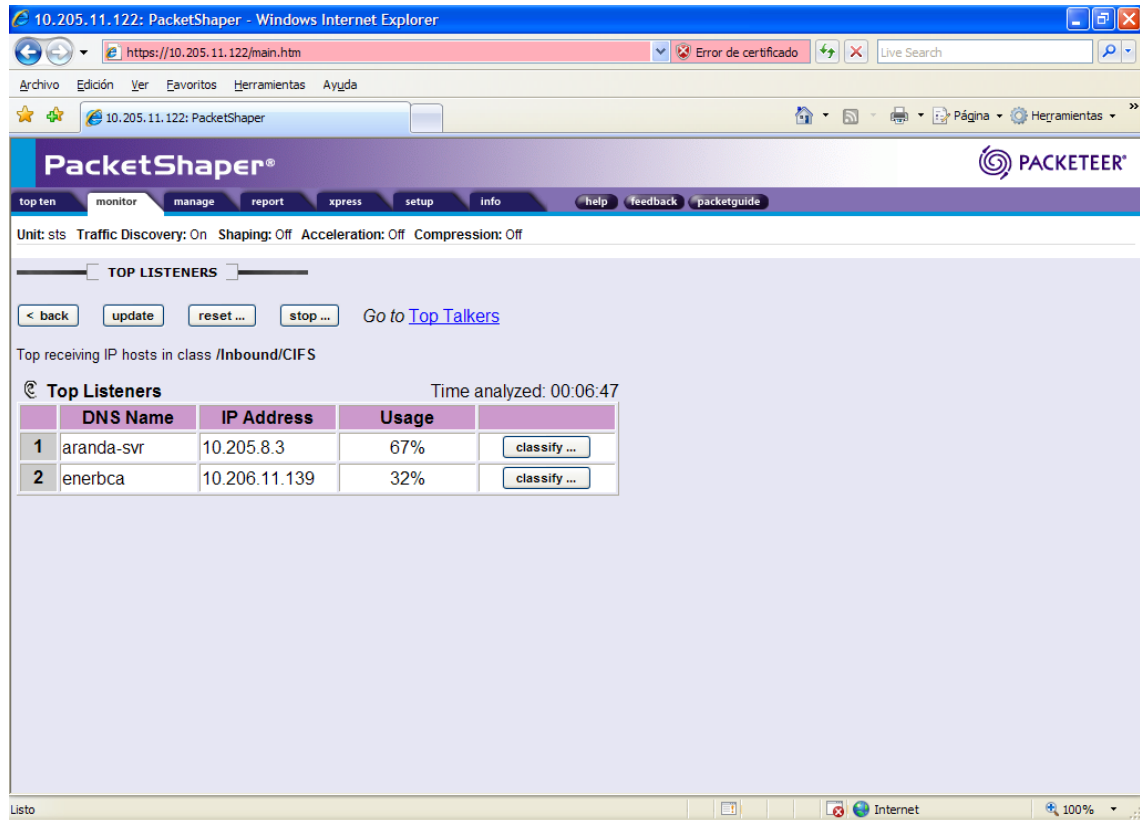 10.205.11.122: PacketShaper - Windows Internet Explorer
https://10.205.11.122/main.htm Error de certificado Live Search
Archivo Edición Ver Favoritos Herramientas Ayuda
10.205.11.122: PacketShaper Página Herramientas »
PacketShaper® PACKETEER®
top ten monitor manage report xpress setup info help feedback packetguide
Unit: sts Traffic Discovery: On Shaping: Off Acceleration: Off Compression: Off
TOP LISTENERS
< back update reset ... stop ... Go to Top Talkers
Top receiving IP hosts in class /Inbound/CIFS
Top Listeners Time analyzed: 00:06:47
DNS Name IP Address Usage
1 aranda-svr 10.205.8.3 67% classify ...
2 enerbca 10.206.11.139 32% classify ...
Listo Internet 100%